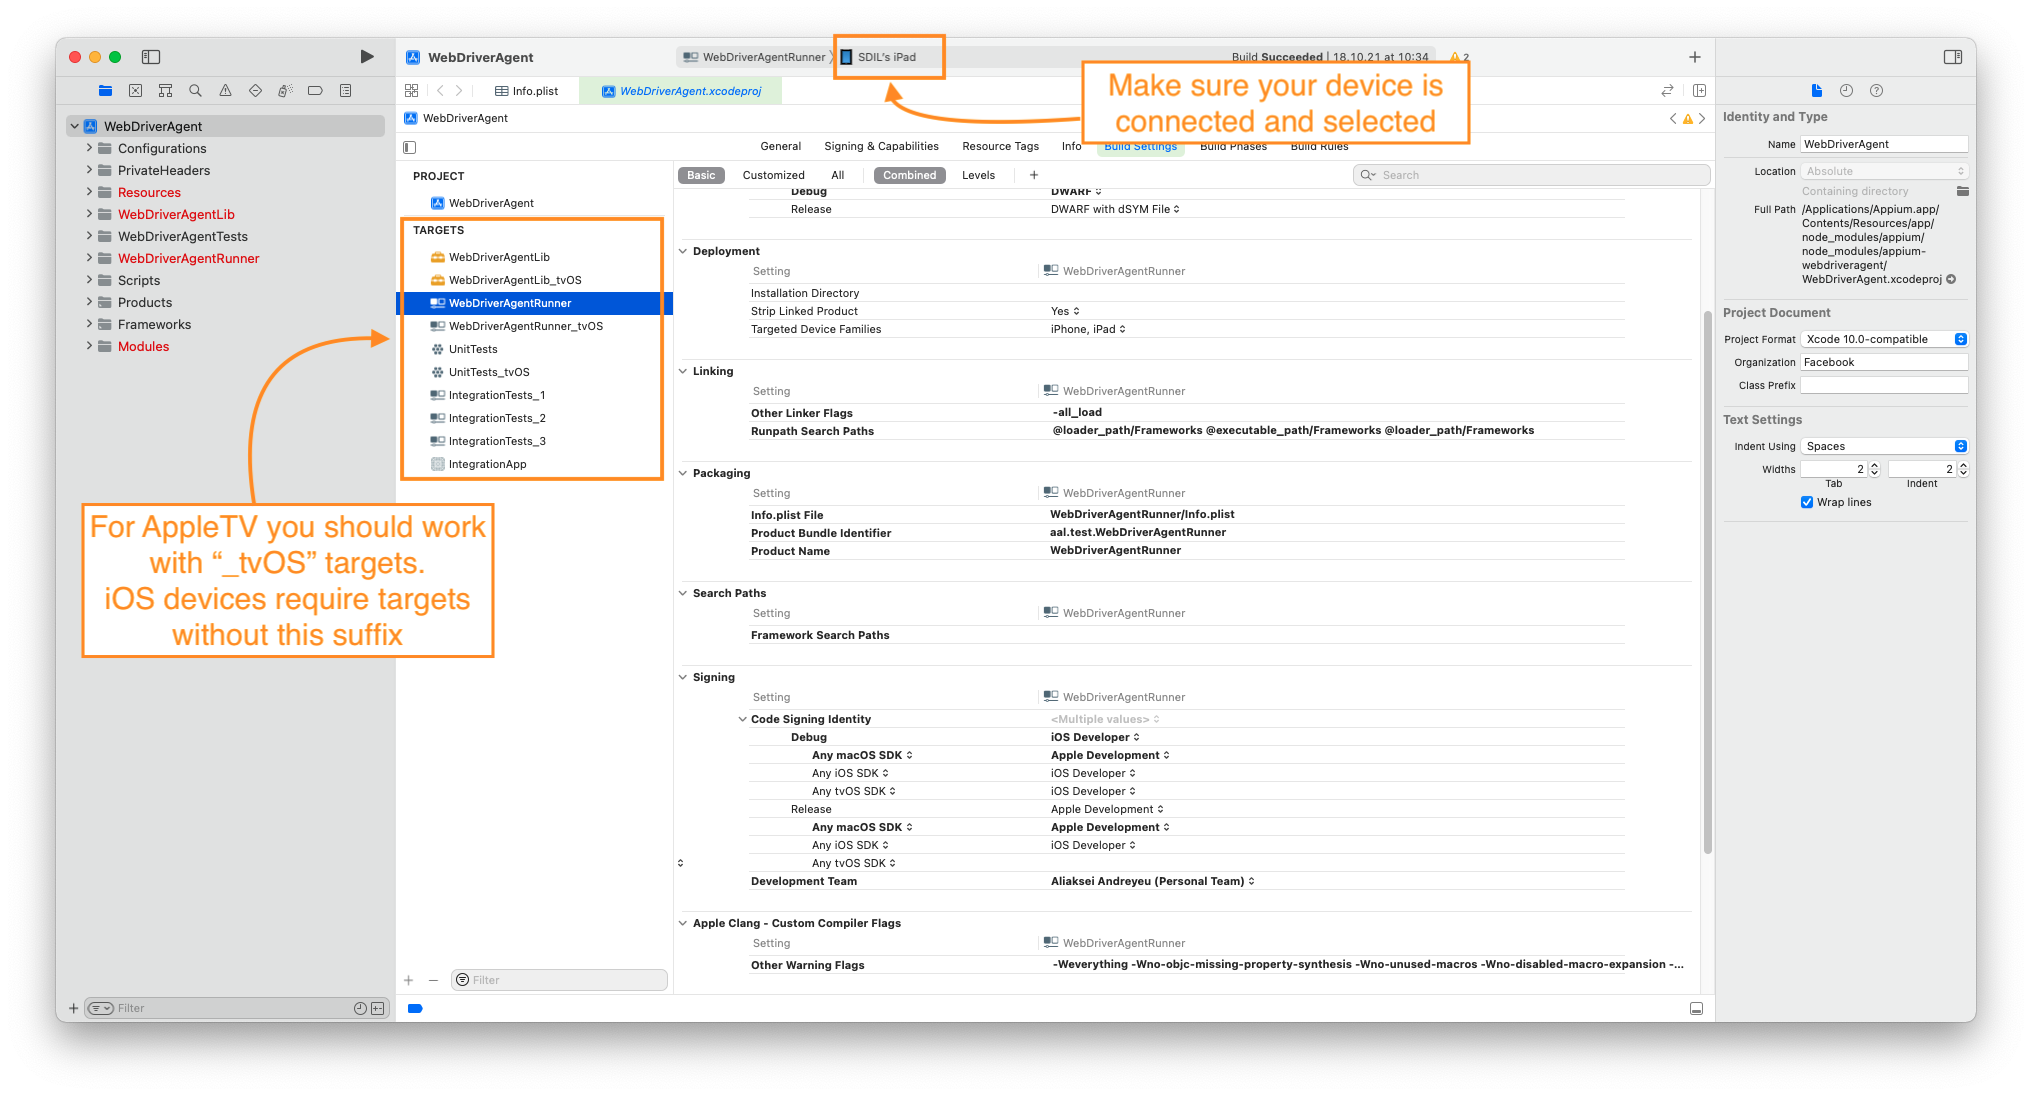 WebDriverAgent
WebDriverAgentRunner
SDIL's iPad
Build Succeeded | 18.10.21 at 10:34
2
Make sure your device is
connected and selected
Info.plist
WebDriverAgent.xcodeproj
WebDriverAgent
WebDriverAgent
Configurations
PrivateHeaders
Resources
WebDriverAgentLib
WebDriverAgentTests
WebDriverAgentRunner
Scripts
Products
Frameworks
Modules
For AppleTV you should work
with “_tvOS” targets.
iOS devices require targets
without this suffix
Filter
General
Signing & Capabilities
Resource Tags
Info
Build Settings
Build Phases
Build Rules
PROJECT
WebDriverAgent
TARGETS
WebDriverAgentLib
WebDriverAgentLib_tvOS
WebDriverAgentRunner
WebDriverAgentRunner_tvOS
UnitTests
UnitTests_tvOS
IntegrationTests_1
IntegrationTests_2
IntegrationTests_3
IntegrationApp
Filter
Basic
Customized
All
Combined
Levels
Search
Debug DWARF
Release DWARF with dSYM File
Deployment
Setting WebDriverAgentRunner
Installation Directory
Strip Linked Product Yes
Targeted Device Families iPhone, iPad
Linking
Setting WebDriverAgentRunner
Other Linker Flags -all_load
Runpath Search Paths @loader_path/Frameworks @executable_path/Frameworks @loader_path/Frameworks
Packaging
Setting WebDriverAgentRunner
Info.plist File WebDriverAgentRunner/Info.plist
Product Bundle Identifier aal.test.WebDriverAgentRunner
Product Name WebDriverAgentRunner
Search Paths
Setting WebDriverAgentRunner
Framework Search Paths
Signing
Setting WebDriverAgentRunner
Code Signing Identity <Multiple values>
Debug iOS Developer
Any macOS SDK Apple Development
Any iOS SDK iOS Developer
Any tvOS SDK iOS Developer
Release Apple Development
Any macOS SDK Apple Development
Any iOS SDK iOS Developer
Any tvOS SDK
Development Team Aliaksei Andreyeu (Personal Team)
Apple Clang - Custom Compiler Flags
Setting WebDriverAgentRunner
Other Warning Flags -Weverything -Wno-objc-missing-property-synthesis -Wno-unused-macros -Wno-disabled-macro-expansion -...
Identity and Type
Name WebDriverAgent
Location Absolute
Containing directory
Full Path /Applications/Appium.app/
Contents/Resources/app/
node_modules/appium/
node_modules/appium-
webdriveragent/
WebDriverAgent.xcodeproj
Project Document
Project Format Xcode 10.0-compatible
Organization Facebook
Class Prefix
Text Settings
Indent Using Spaces
Widths 2 2
Tab Indent
Wrap lines